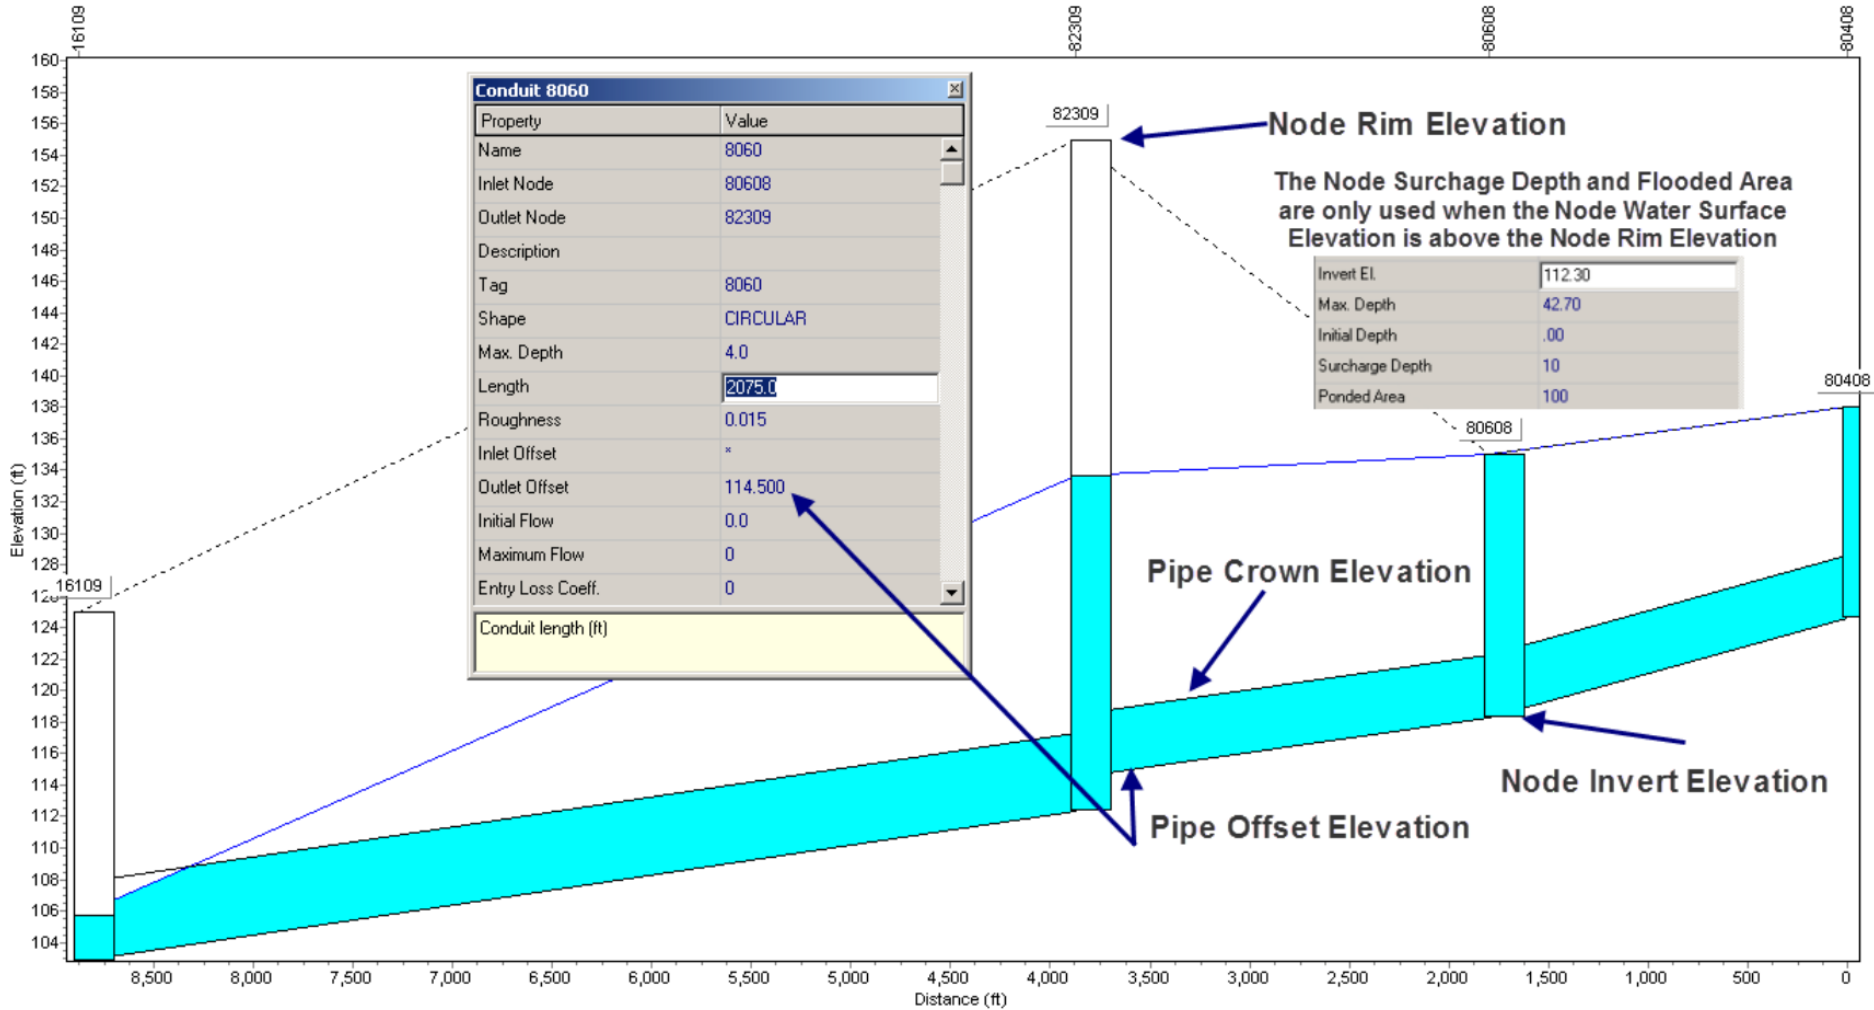 16109
82309
80608
80408
160
158
156
154
152
150
148
146
144
142
140
138
136
134
132
130
128
124
122
120
118
116
114
112
110
108
106
104
Elevation (ft)
Conduit 8060
Property Value
Name 8060
Inlet Node 80608
Outlet Node 82309
Description
Tag 8060
Shape CIRCULAR
Max. Depth 4.0
Length 2075.0
Roughness 0.015
Inlet Offset *
Outlet Offset 114.500
Initial Flow 0.0
Maximum Flow 0
Entry Loss Coeff. 0
Conduit length (ft)
82309
Node Rim Elevation
The Node Surchage Depth and Flooded Area
are only used when the Node Water Surface
Elevation is above the Node Rim Elevation
Invert El. 112.30
Max. Depth 42.70
Initial Depth .00
Surcharge Depth 10
Ponded Area 100
80408
80608
16109
Pipe Crown Elevation
Node Invert Elevation
Pipe Offset Elevation
8,500 8,000 7,500 7,000 6,500 6,000 5,500 5,000 4,500 4,000 3,500 3,000 2,500 2,000 1,500 1,000 500 0
Distance (ft)